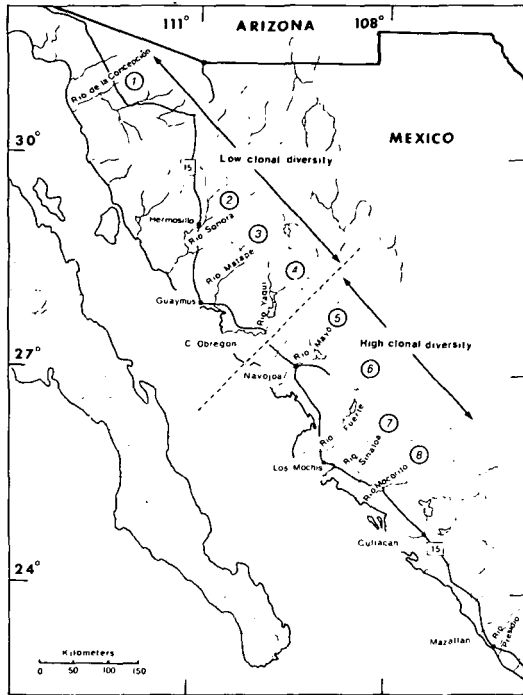 111°
ARIZONA
108°
Rio de la Concepción
1
30°
MEXICO
Low clonal diversity
15
2
Hermosillo
Rio Sonora
3
Rio Matape
4
Guaymus
Rio Yaqui
C. Obregon
5
27°
Rio Mayo
High clonal diversity
Navojoa
6
Rio Fuerte
7
Rio Sinaloa
8
Los Mochis
Rio Mocorito
Culiacan
15
24°
Rio Presidio
Mazatlan
Kilometers
0 50 100 150